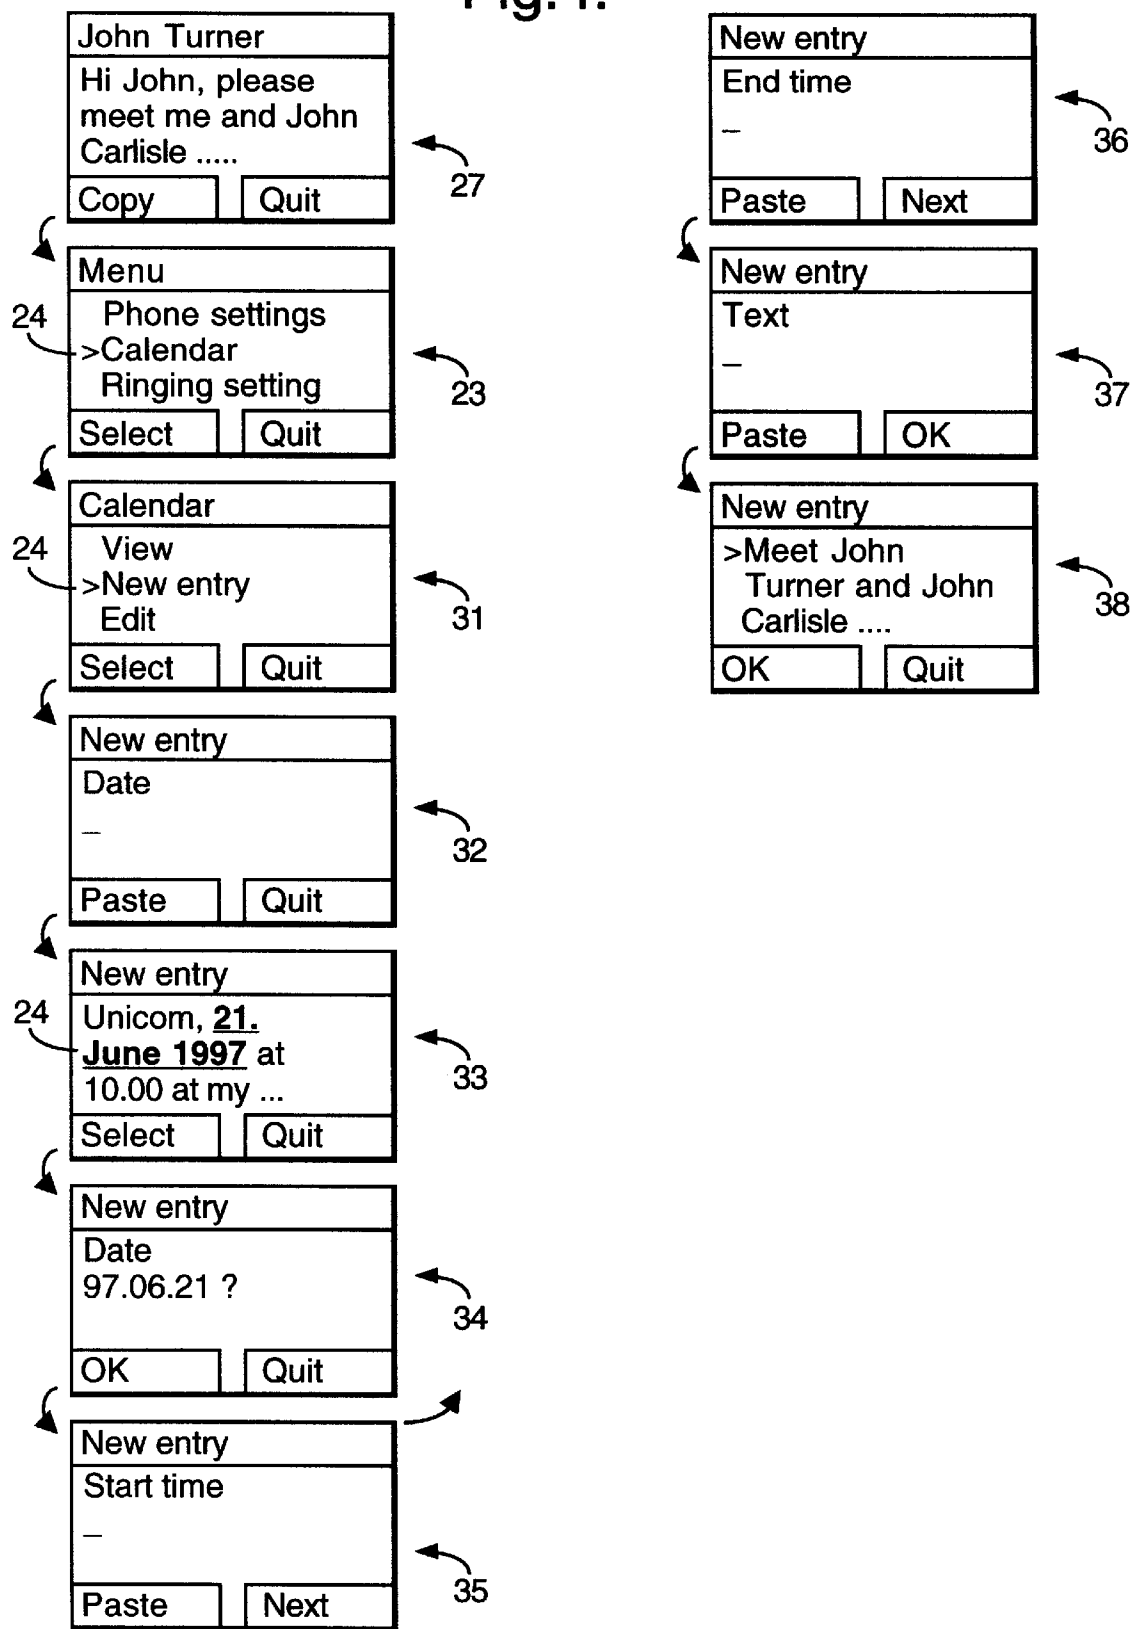 Fig. 7.
John Turner
Hi John, please
meet me and John
Carlisle .....
Copy Quit
27
Menu
Phone settings
24
>Calendar
Ringing setting
23
Select Quit
Calendar
View
24
>New entry
Edit
31
Select Quit
New entry
Date
_
32
Paste Quit
New entry
24
Unicom, 21.
June 1997 at
10.00 at my ...
33
Select Quit
New entry
Date
97.06.21 ?
34
OK Quit
New entry
Start time
_
35
Paste Next
New entry
End time
_
36
Paste Next
New entry
Text
_
37
Paste OK
New entry
>Meet John
Turner and John
Carlisle ....
38
OK Quit